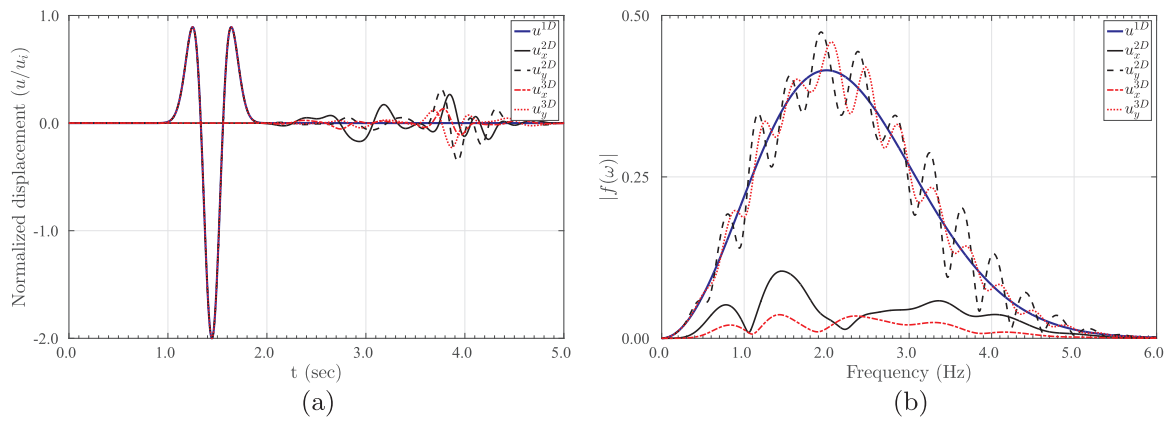 1.0
0.0
-1.0
-2.0
0.0 1.0 2.0 3.0 4.0 5.0
Normalized displacement (u/u_i)
t (sec)
u^{1D}
u_x^{2D}
u_y^{2D}
u_x^{3D}
u_y^{3D}
(a)
0.50
0.25
0.00
0.0 1.0 2.0 3.0 4.0 5.0 6.0
|f(ω)|
Frequency (Hz)
u^{1D}
u_x^{2D}
u_y^{2D}
u_x^{3D}
u_y^{3D}
(b)